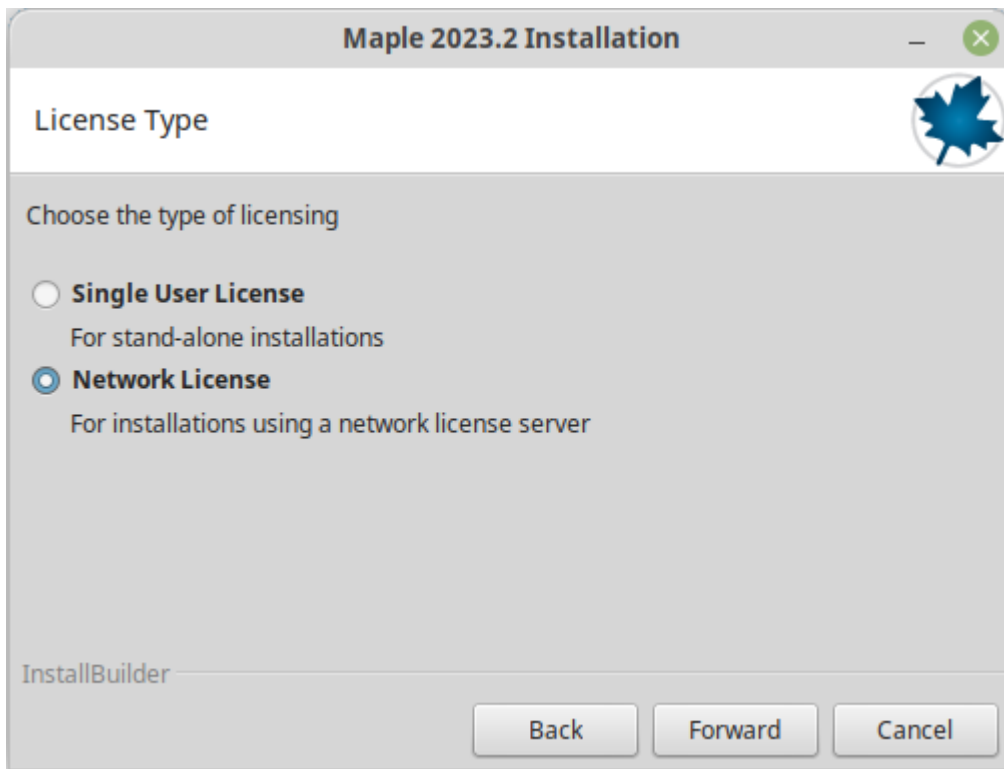 Maple 2023.2 Installation
License Type
Choose the type of licensing
Single User License
For stand-alone installations
Network License
For installations using a network license server
InstallBuilder
Back Forward Cancel